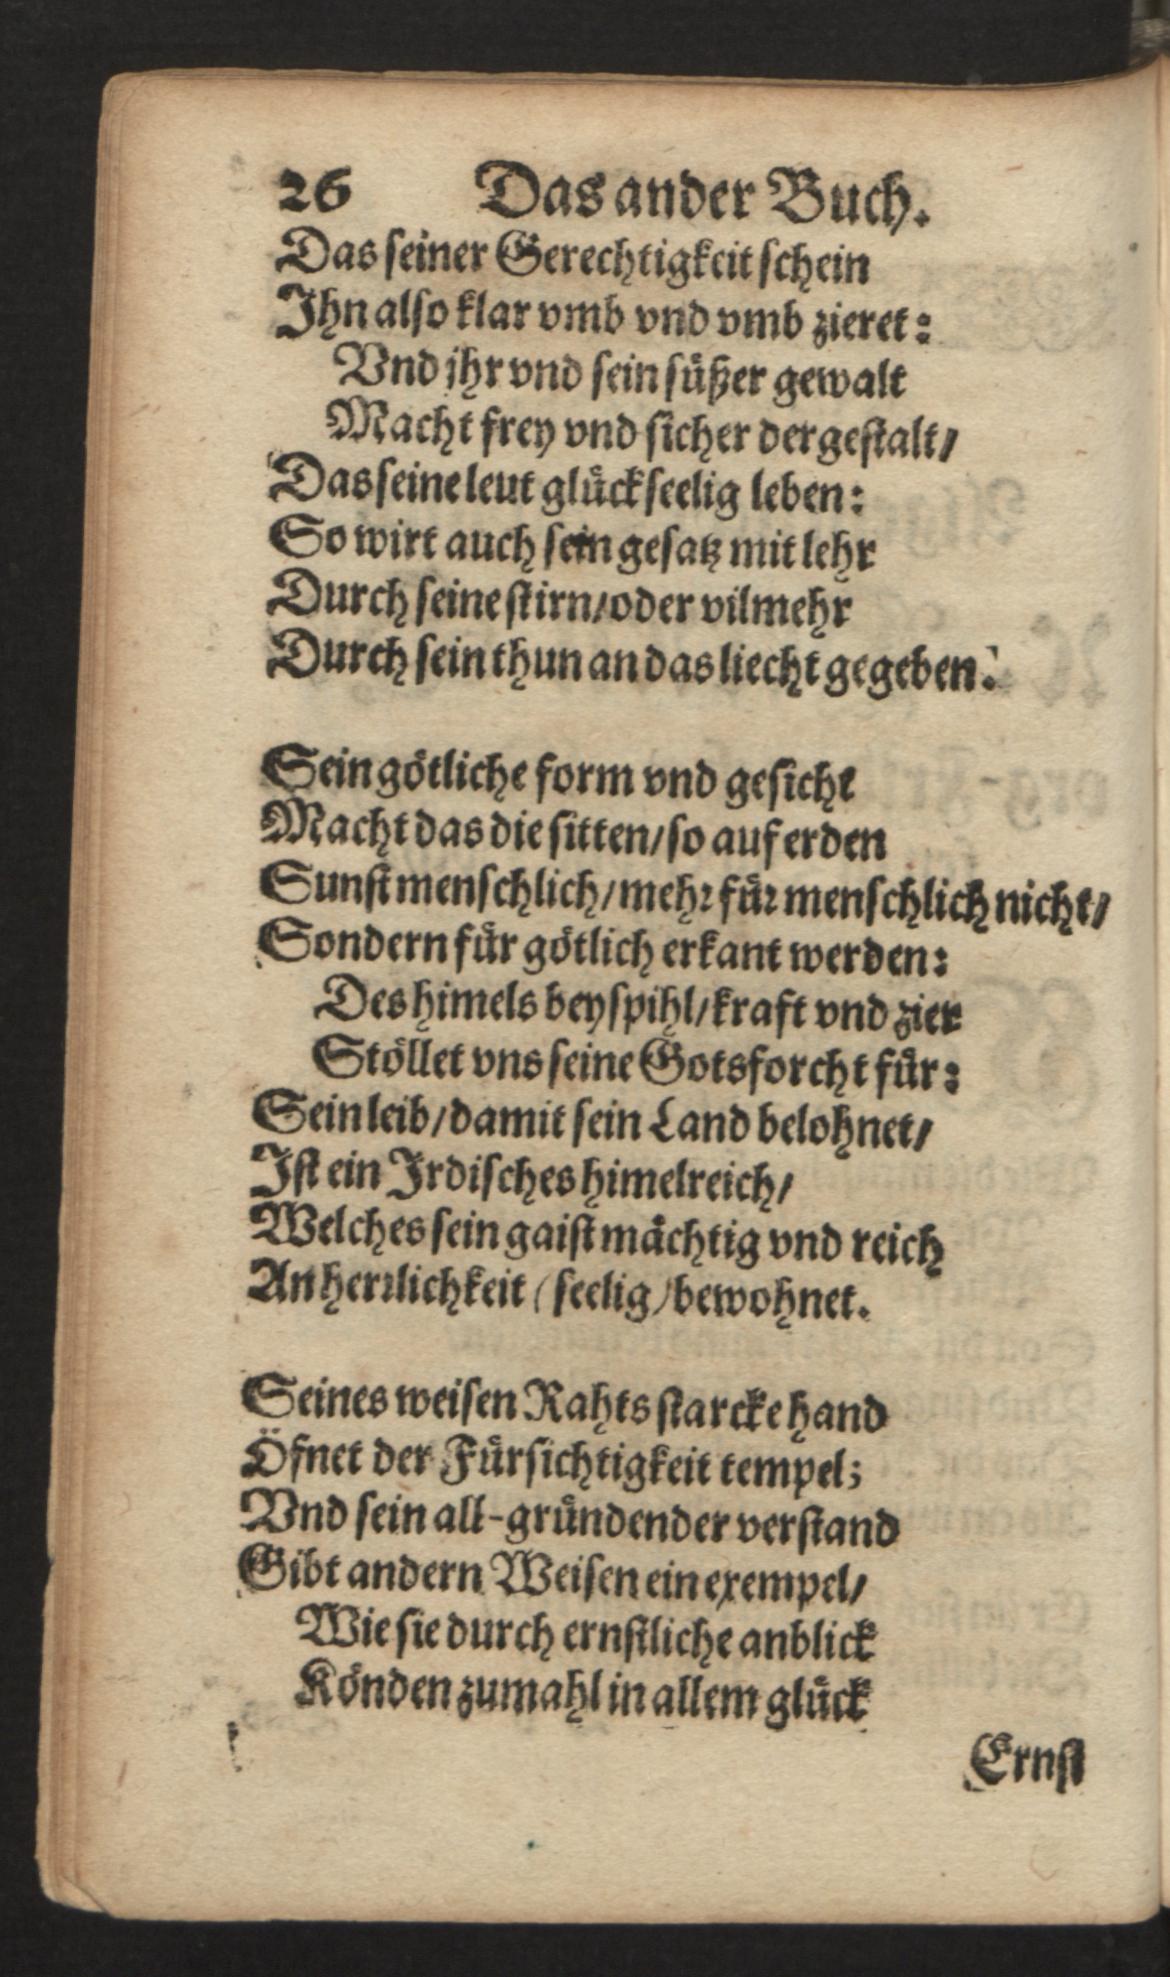 26 Das ander Buch.
Das seiner Gerechtigkeit schein
Jhn also klar vmb vnd vmb zieret:
Vnd jhr vnd sein süßer gewalt
Macht frey vnd sicher dergestalt/
Das seine leut glückseelig leben:
So wirt auch sein gesatz mit lehr
Durch seine stirn/oder vilmehr
Durch sein thun an das liecht gegeben.
Sein götliche form vnd gesicht
Macht das die sitten/so auf erden
Sunst menschlich/mehr für menschlich nicht/
Sondern für götlich erkant werden:
Des himels beyspihl/kraft vnd zier
Stöllet vns seine Gotsforcht für:
Sein leib/damit sein Land belohnet/
Jst ein Jrdisches himelreich/
Welches sein gaist mächtig vnd reich
An herrlichkeit (seelig) bewohnet.
Seines weisen Rahts starcke hand
Öfnet der Fürsichtigkeit tempel;
Vnd sein all-gründender verstand
Gibt andern Weisen ein exempel/
Wie sie durch ernstliche anblick
Könden zumahl in allem glück
Ernst